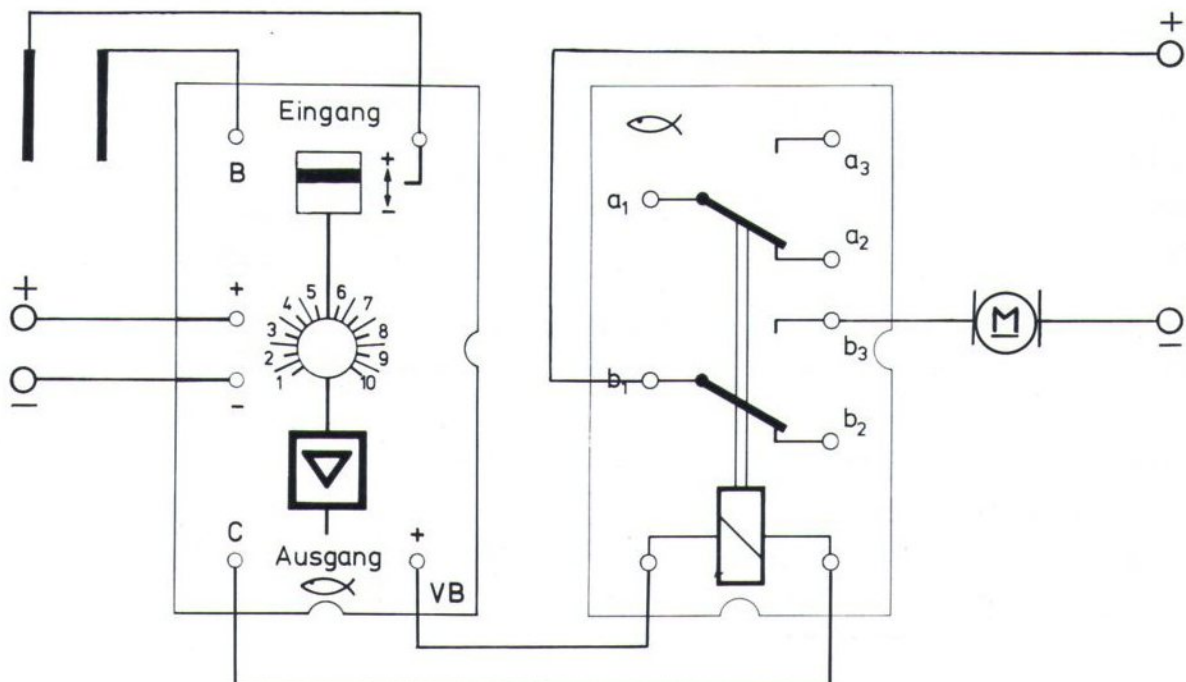 +
Eingang
B
+
-
+
-
+
-
1
2
3
4
5
6
7
8
9
10
C
Ausgang
+
VB
+
a₃
a₁
a₂
b₃
b₁
b₂
M
-